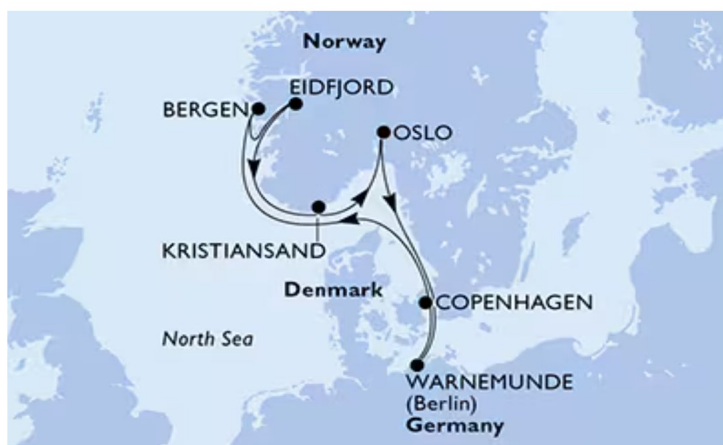 Norway
EIDFJORD
BERGEN
OSLO
KRISTIANSAND
Denmark
COPENHAGEN
North Sea
WARNEMUNDE
(Berlin)
Germany